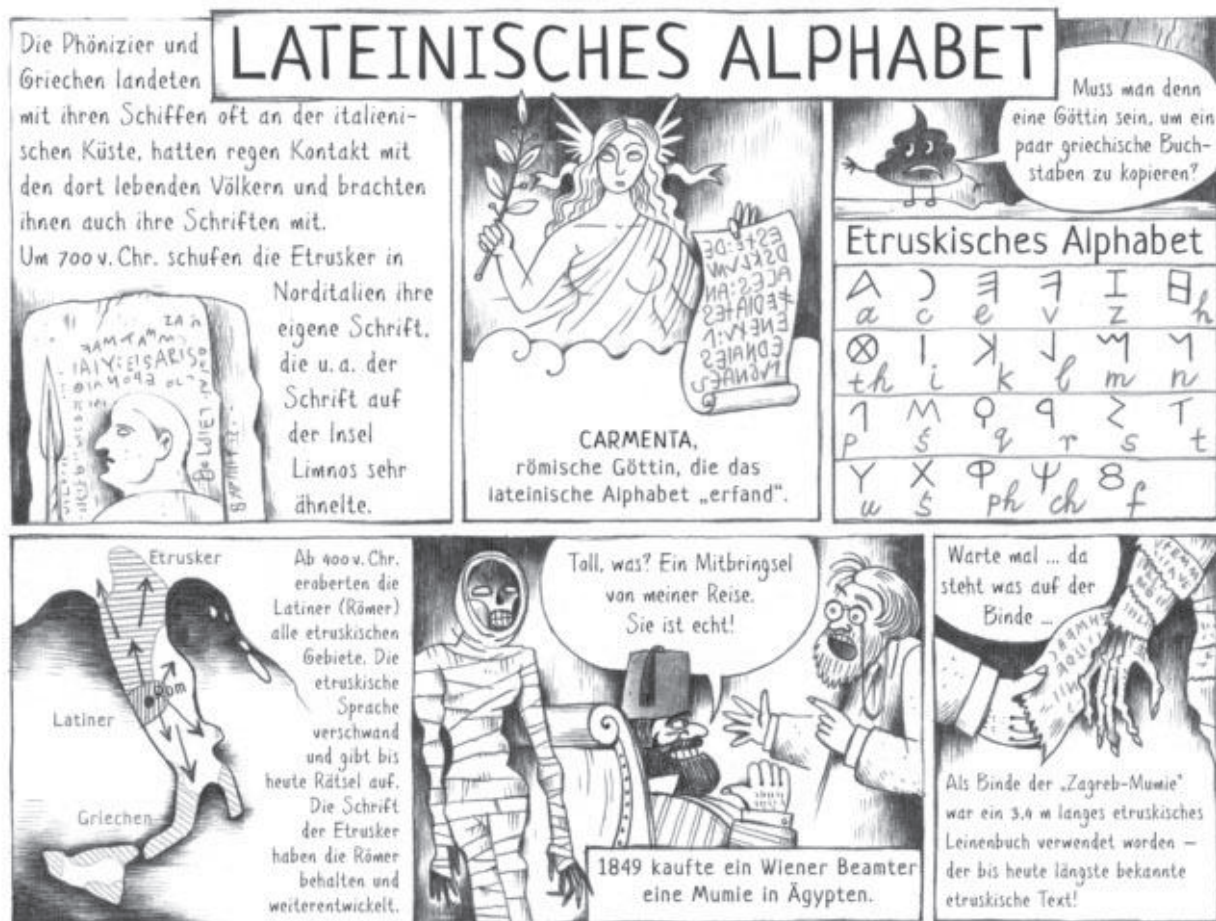 LATEINISCHES ALPHABET
Die Phönizier und
Griechen landeten
mit ihren Schiffen oft an der italieni-
schen Küste, hatten regen Kontakt mit
den dort lebenden Völkern und brachten
ihnen auch ihre Schriften mit.
Um 700 v. Chr. schufen die Etrusker in
Norditalien ihre
eigene Schrift,
die u. a. der
Schrift auf
der Insel
Limnos sehr
ähnelte.
CARMENTA,
römische Göttin, die das
lateinische Alphabet „erfand“.
Muss man denn
eine Göttin sein, um ein
paar griechische Buch-
staben zu kopieren?
Etruskisches Alphabet
a c e v z h
th i k l m n
p ś q r s t
u ṡ ph ch f
Etrusker
Rom
Latiner
Griechen
Ab 400 v. Chr.
eroberten die
Latiner (Römer)
alle etruskischen
Gebiete. Die
etruskische
Sprache
verschwand
und gibt bis
heute Rätsel auf.
Die Schrift
der Etrusker
haben die Römer
behalten und
weiterentwickelt.
Toll, was? Ein Mitbringsel
von meiner Reise.
Sie ist echt!
1849 kaufte ein Wiener Beamter
eine Mumie in Ägypten.
Warte mal ... da
steht was auf der
Binde ...
Als Binde der „Zagreb-Mumie“
war ein 3,4 m langes etruskisches
Leinenbuch verwendet worden –
der bis heute längste bekannte
etruskische Text!